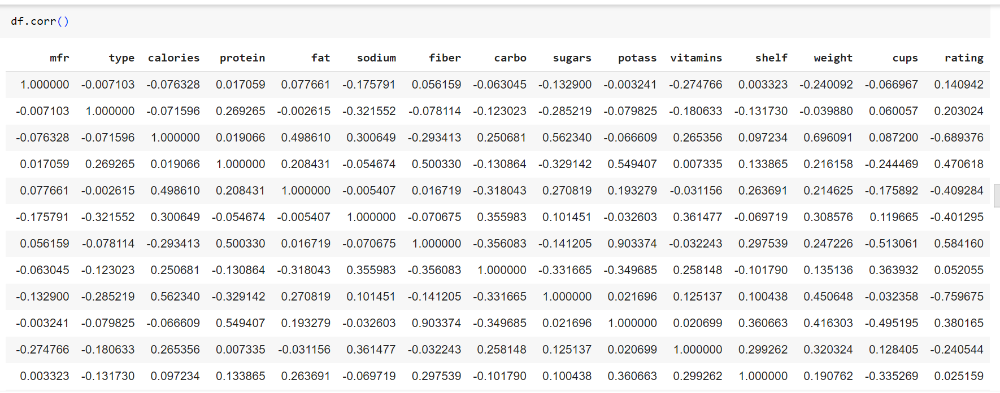 df.corr()
mfr type calories protein fat sodium fiber carbo sugars potass vitamins shelf weight cups rating
1.000000 -0.007103 -0.076328 0.017059 0.077661 -0.175791 0.056159 -0.063045 -0.132900 -0.003241 -0.274766 0.003323 -0.240092 -0.066967 0.140942
-0.007103 1.000000 -0.071596 0.269265 -0.002615 -0.321552 -0.078114 -0.123023 -0.285219 -0.079825 -0.180633 -0.131730 -0.039880 0.060057 0.203024
-0.076328 -0.071596 1.000000 0.019066 0.498610 0.300649 -0.293413 0.250681 0.562340 -0.066609 0.265356 0.097234 0.696091 0.087200 -0.689376
0.017059 0.269265 0.019066 1.000000 0.208431 -0.054674 0.500330 -0.130864 -0.329142 0.549407 0.007335 0.133865 0.216158 -0.244469 0.470618
0.077661 -0.002615 0.498610 0.208431 1.000000 -0.005407 0.016719 -0.318043 0.270819 0.193279 -0.031156 0.263691 0.214625 -0.175892 -0.409284
-0.175791 -0.321552 0.300649 -0.054674 -0.005407 1.000000 -0.070675 0.355983 0.101451 -0.032603 0.361477 -0.069719 0.308576 0.119665 -0.401295
0.056159 -0.078114 -0.293413 0.500330 0.016719 -0.070675 1.000000 -0.356083 -0.141205 0.903374 -0.032243 0.297539 0.247226 -0.513061 0.584160
-0.063045 -0.123023 0.250681 -0.130864 -0.318043 0.355983 -0.356083 1.000000 -0.331665 -0.349685 0.258148 -0.101790 0.135136 0.363932 0.052055
-0.132900 -0.285219 0.562340 -0.329142 0.270819 0.101451 -0.141205 -0.331665 1.000000 0.021696 0.125137 0.100438 0.450648 -0.032358 -0.759675
-0.003241 -0.079825 -0.066609 0.549407 0.193279 -0.032603 0.903374 -0.349685 0.021696 1.000000 0.020699 0.360663 0.416303 -0.495195 0.380165
-0.274766 -0.180633 0.265356 0.007335 -0.031156 0.361477 -0.032243 0.258148 0.125137 0.020699 1.000000 0.299262 0.320324 0.128405 -0.240544
0.003323 -0.131730 0.097234 0.133865 0.263691 -0.069719 0.297539 -0.101790 0.100438 0.360663 0.299262 1.000000 0.190762 -0.335269 0.025159